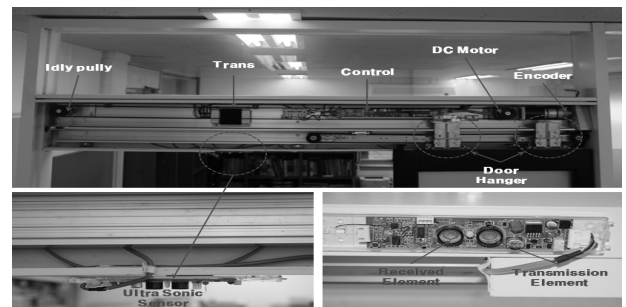 DC Motor
Idly pully
Trans
Control
Encoder
Door
Hanger
Ultra Sonic
Sensor
Received
Element
Transmission
Element